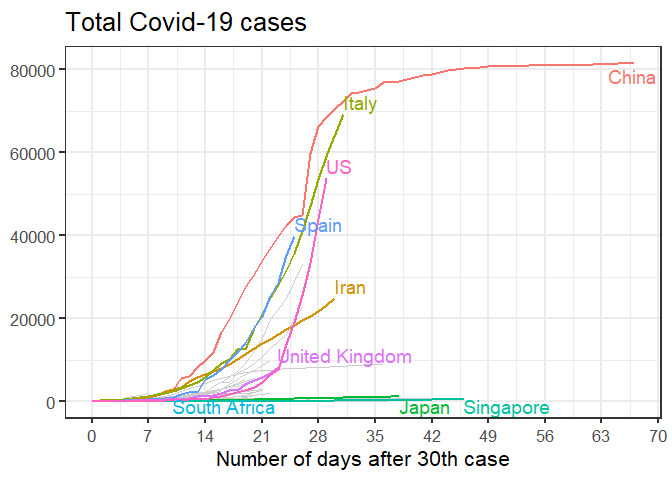 Total Covid-19 cases
80000
China
Italy
60000
US
Spain
40000
Iran
20000
United Kingdom
0
South Africa
Japan
Singapore
0 7 14 21 28 35 42 49 56 63 70
Number of days after 30th case